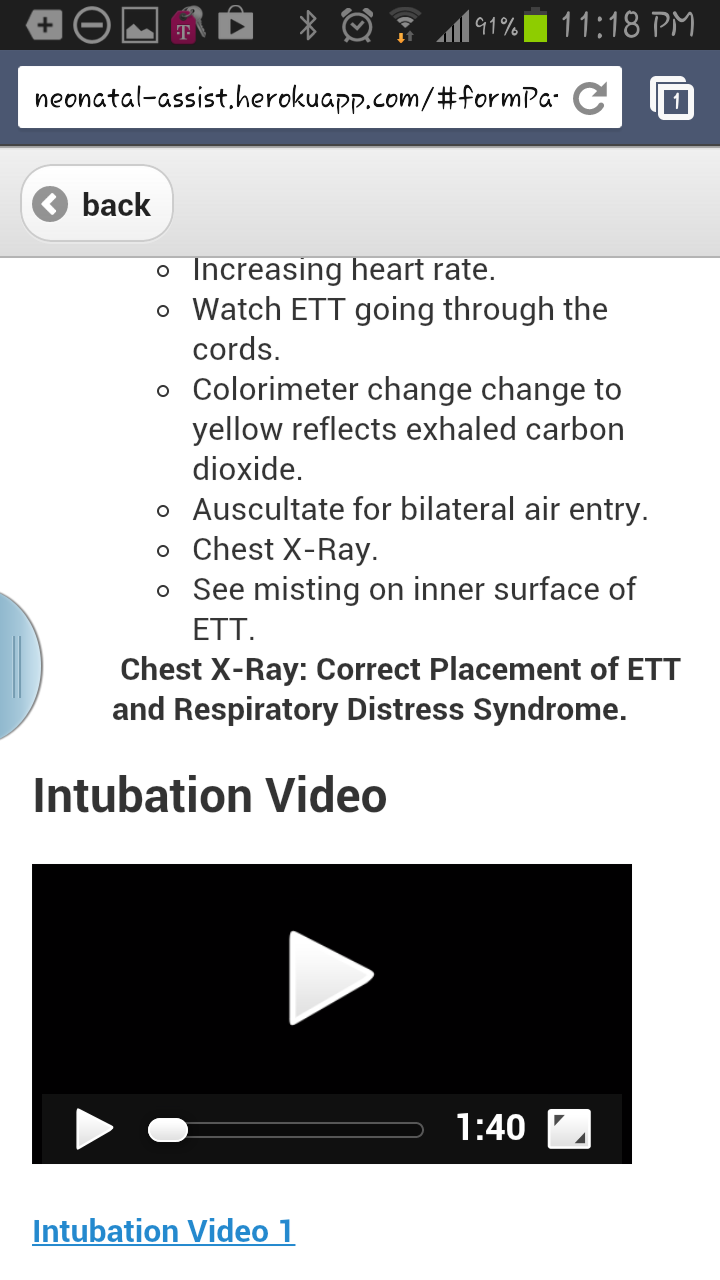 91% 11:18 PM
neonatal-assist.herokuapp.com/#formPa
1
back
Increasing heart rate.
Watch ETT going through the
cords.
Colorimeter change change to
yellow reflects exhaled carbon
dioxide.
Auscultate for bilateral air entry.
Chest X-Ray.
See misting on inner surface of
ETT.
Chest X-Ray: Correct Placement of ETT
and Respiratory Distress Syndrome.
Intubation Video
1:40
Intubation Video 1